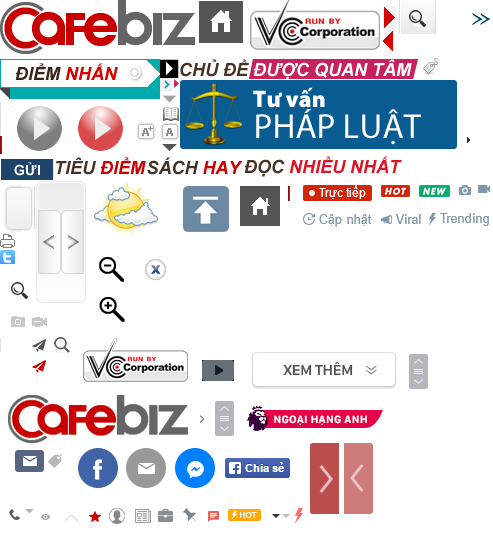 Cafebiz
RUN BY
VC Corporation
ĐIỂM NHẤN
CHỦ ĐỀ ĐƯỢC QUAN TÂM
A+
A
Tư vấn
PHÁP LUẬT
GỬI
TIÊU ĐIỂM SÁCH HAY ĐỌC NHIỀU NHẤT
Trực tiếp
HOT
NEW
Cập nhật
Viral
Trending
X
RUN BY
VC Corporation
XEM THÊM
Cafebiz
NGOẠI HẠNG ANH
f
Chia sẻ
HOT